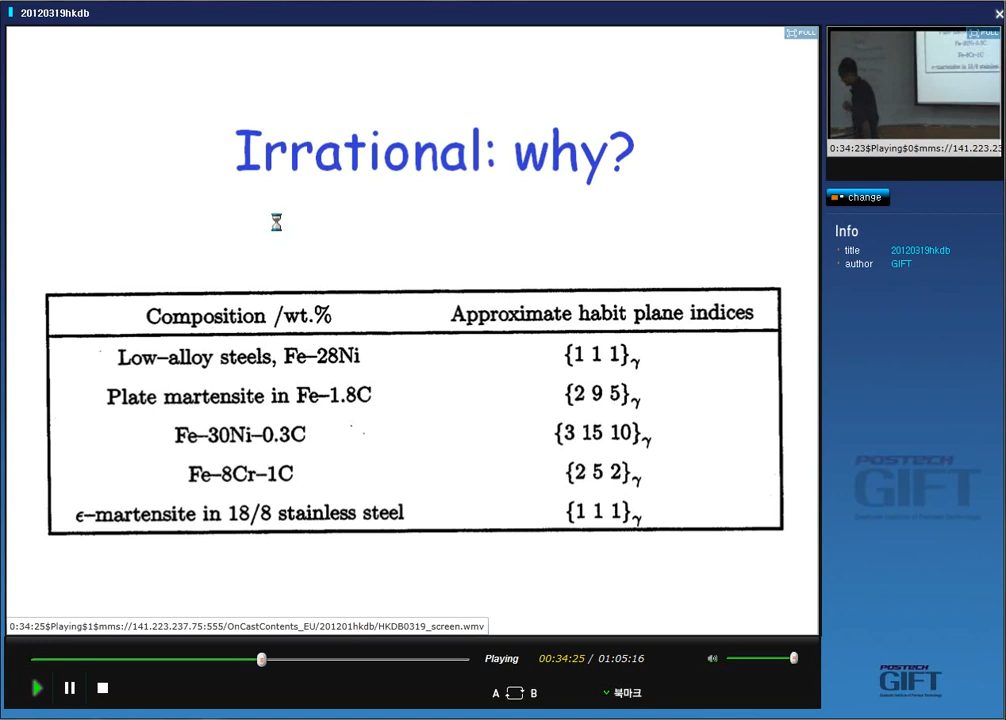 20120319hkdb
FULL
FULL
Irrational: why?
Composition /wt.% Approximate habit plane indices
Low-alloy steels, Fe-28Ni {1 1 1}γ
Plate martensite in Fe-1.8C {2 9 5}γ
Fe-30Ni-0.3C {3 15 10}γ
Fe-8Cr-1C {2 5 2}γ
ϵ-martensite in 18/8 stainless steel {1 1 1}γ
0:34:23$Playing$0$mms://141.223.23
change
Info
title 20120319hkdb
author GIFT
POSTECH
GIFT
0:34:25$Playing$1$mms://141.223.237.75:555/OnCastContents_EU/201201hkdb/HKDB0319_screen.wmv
Playing 00:34:25 / 01:05:16
A B 북마크
POSTECH
GIFT